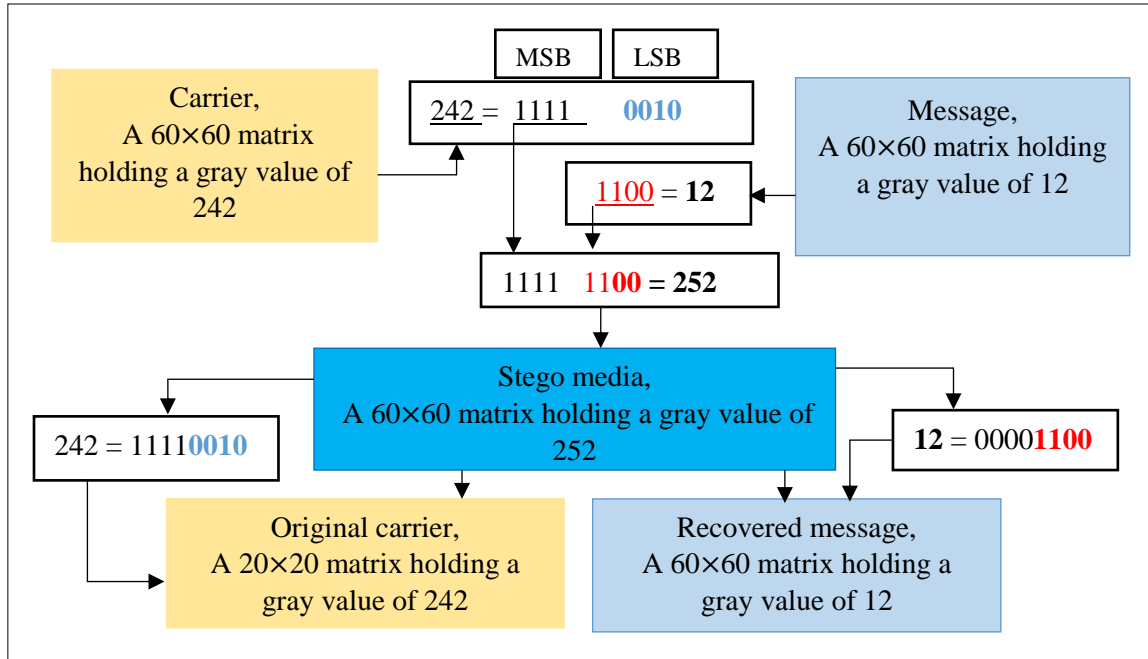 MSB
LSB
Carrier,
A 60×60 matrix
holding a gray value of
242
242 = 1111 0010
Message,
A 60×60 matrix holding
a gray value of 12
1100 = 12
1111 1100 = 252
Stego media,
A 60×60 matrix holding a gray value of
252
242 = 11110010
12 = 00001100
Original carrier,
A 20×20 matrix holding a
gray value of 242
Recovered message,
A 60×60 matrix holding a
gray value of 12